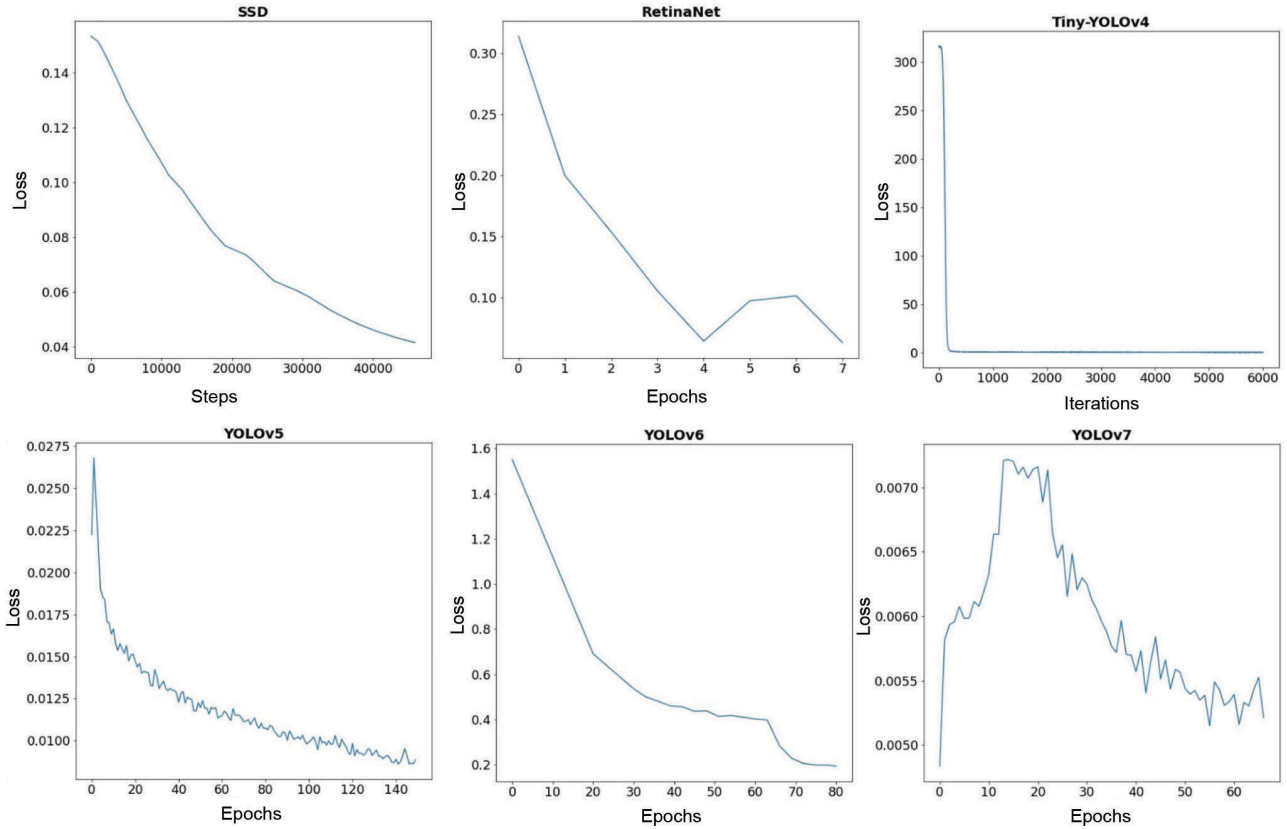 SSD
0.14
0.12
0.10
0.08
0.06
0.04
Loss
0 10000 20000 30000 40000
Steps
RetinaNet
0.30
0.25
0.20
0.15
0.10
Loss
0 1 2 3 4 5 6 7
Epochs
Tiny-YOLOv4
300
250
200
150
100
50
0
Loss
0 1000 2000 3000 4000 5000 6000
Iterations
YOLOv5
0.0275
0.0250
0.0225
0.0200
0.0175
0.0150
0.0125
0.0100
Loss
0 20 40 60 80 100 120 140
Epochs
YOLOv6
1.6
1.4
1.2
1.0
0.8
0.6
0.4
0.2
Loss
0 10 20 30 40 50 60 70 80
Epochs
YOLOv7
0.0070
0.0065
0.0060
0.0055
0.0050
Loss
0 10 20 30 40 50 60
Epochs